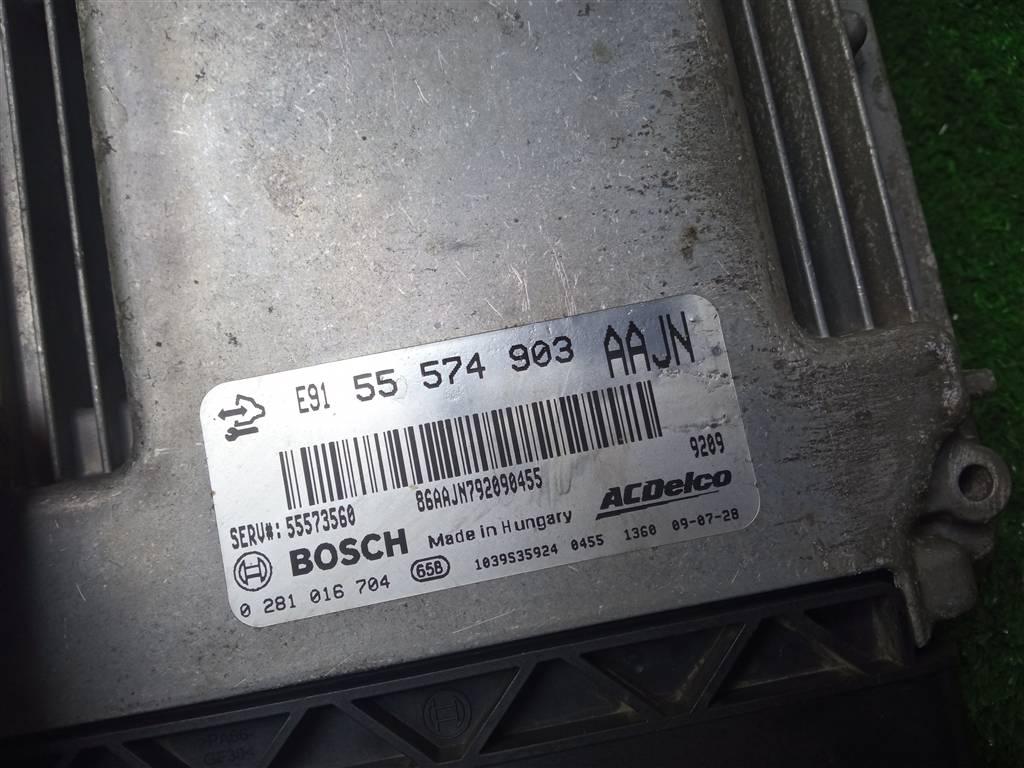 E91 55 574 903 AAJN
9209
86AAJN792090455
SERV#: 55573560
BOSCH Made in Hungary ACDelco
0 281 016 704 65B 1039S35924 0455 1360 09-07-28